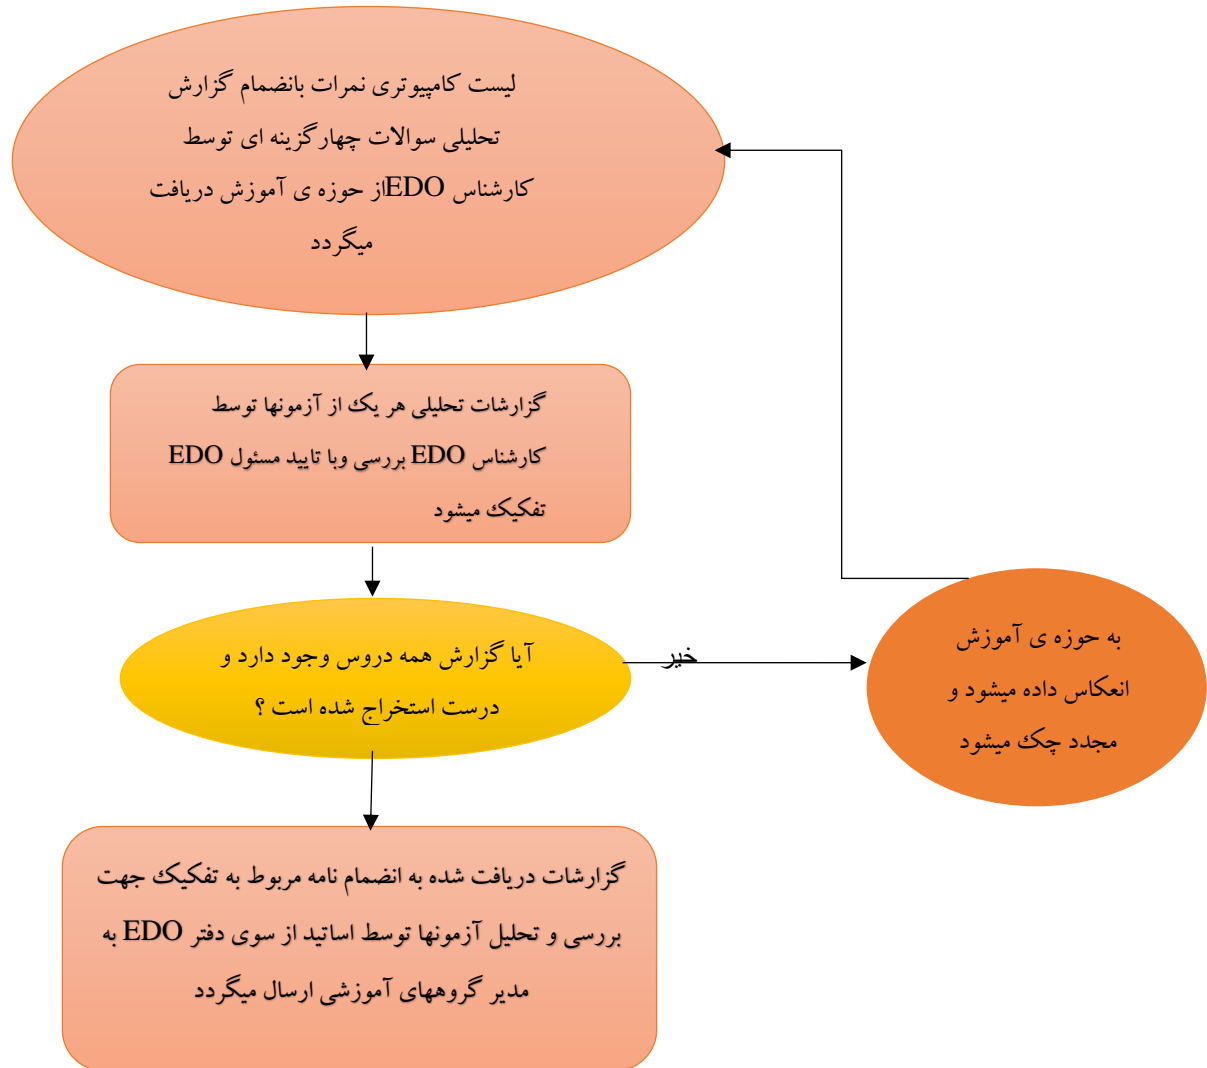 لیست کامپیوتری نمرات بانضمام گزارش
تحلیلی سوالات چهارگزینه ای توسط
کارشناس EDOاز حوزه ی آموزش دریافت
میگردد
گزارشات تحلیلی هر یک از آزمونها توسط
کارشناس EDO بررسی وبا تایید مسئول EDO
تفکیک میشود
آیا گزارش همه دروس وجود دارد و
درست استخراج شده است ؟
خیر
به حوزه ی آموزش
انعکاس داده میشود و
مجدد چک میشود
گزارشات دریافت شده به انضمام نامه مربوط به تفکیک جهت
بررسی و تحلیل آزمونها توسط اساتید از سوی دفتر EDO به
مدیر گروههای آموزشی ارسال میگردد